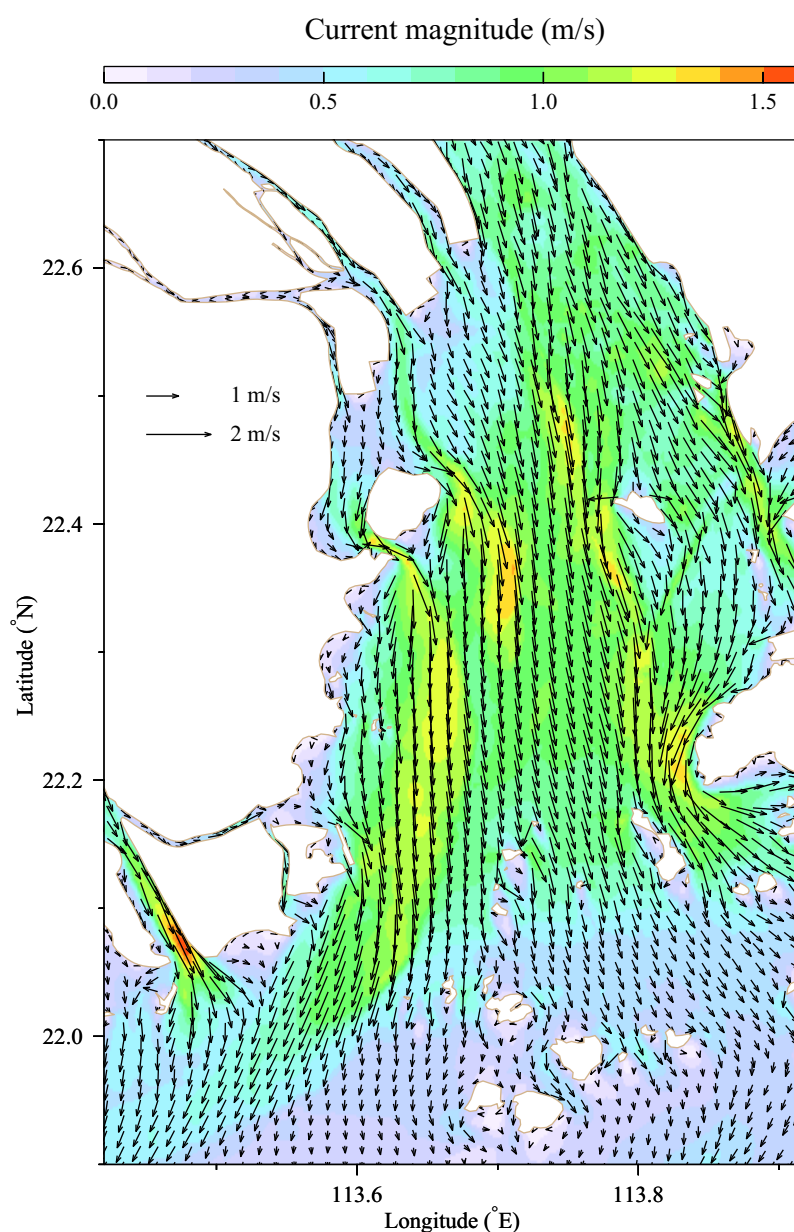 Current magnitude (m/s)
0.0 0.5 1.0 1.5
22.6
1 m/s
2 m/s
22.4
Latitude (°N)
22.2
22.0
113.6 113.8
Longitude (°E)